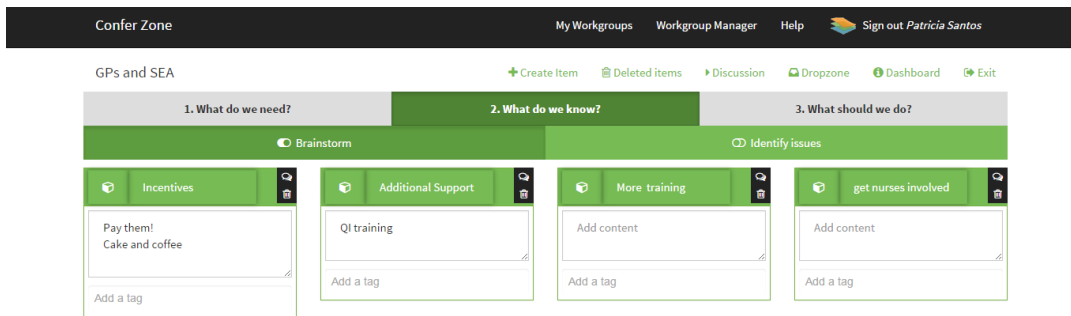 Confer Zone My Workgroups Workgroup Manager Help Sign out Patricia Santos
GPs and SEA Create Item Deleted items Discussion Dropzone Dashboard Exit
1. What do we need? 2. What do we know? 3. What should we do?
Brainstorm Identify issues
Incentives Additional Support More training get nurses involved
Pay them! QI training Add content Add content
Cake and coffee
Add a tag Add a tag Add a tag
Add a tag